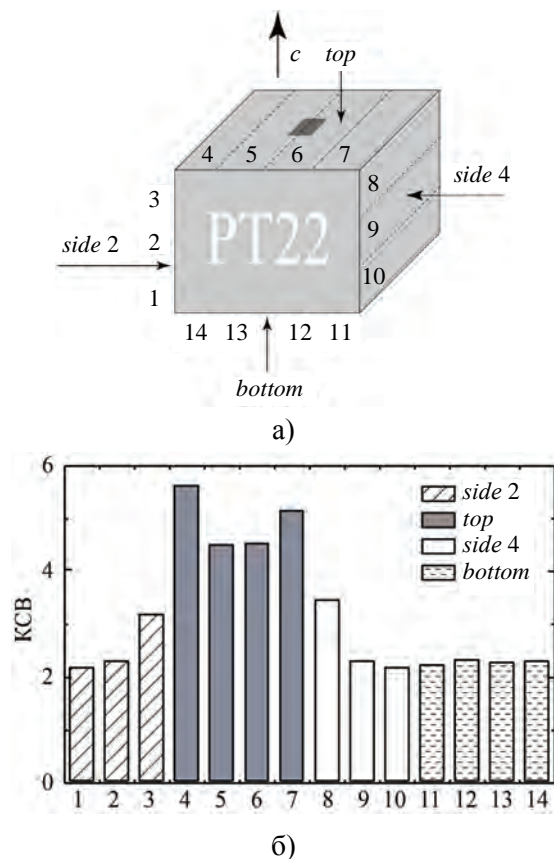 c top
4 5 6 7
3 8
side 4
PT22
2 9
side 2
1 10
14 13 12 11
bottom
а)
6
side 2
top
side 4
bottom
4
КСВ
2
0
1 2 3 4 5 6 7 8 9 10 11 12 13 14
б)